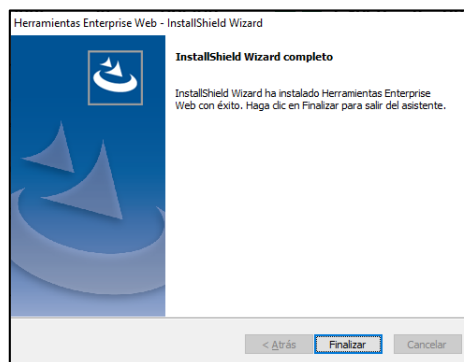 Herramientas Enterprise Web - InstallShield Wizard
InstallShield Wizard completo
InstallShield Wizard ha instalado Herramientas Enterprise
Web con éxito. Haga clic en Finalizar para salir del asistente.
< Atrás Finalizar Cancelar